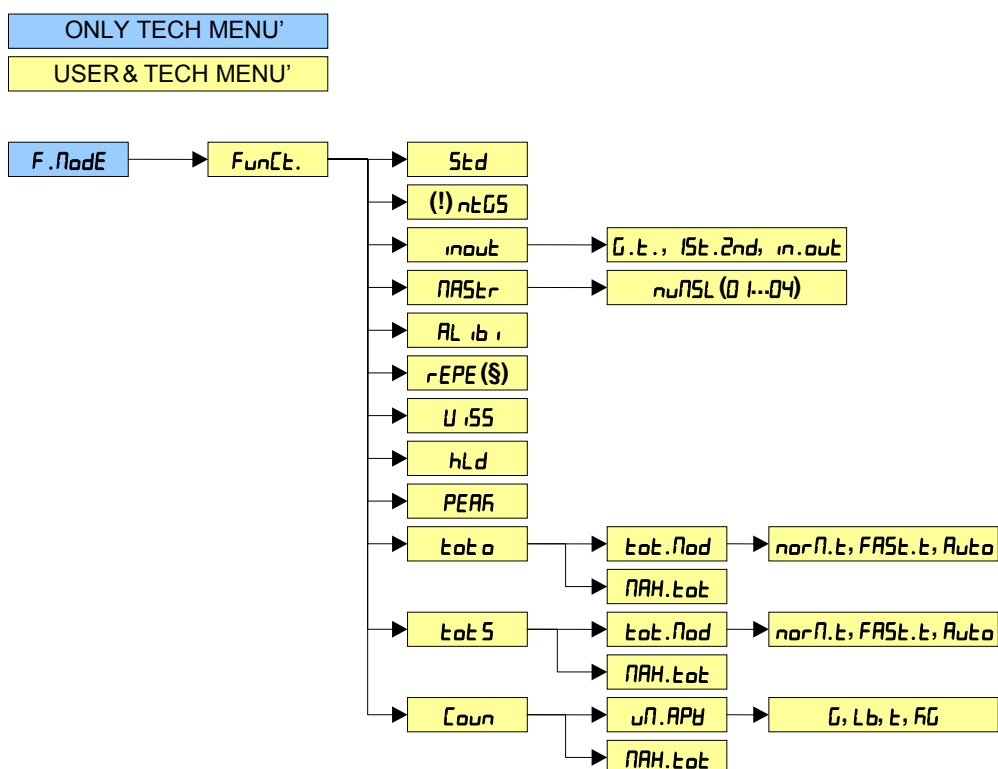 ONLY TECH MENU'
USER & TECH MENU'
F.ModE
FunCt.
Std
(!) ntGS
inout
G.t., 1St.2nd, in.out
MAStr
nuMSL (01...04)
ALibi
rEPE (§)
ViSS
hLd
PEAK
tot o
tot.Mod
norM.t, FASt.t, Auto
MAX.tot
tot S
tot.Mod
norM.t, FASt.t, Auto
MAX.tot
Coun
uM.APW
G, Lb, t, KG
MAX.tot